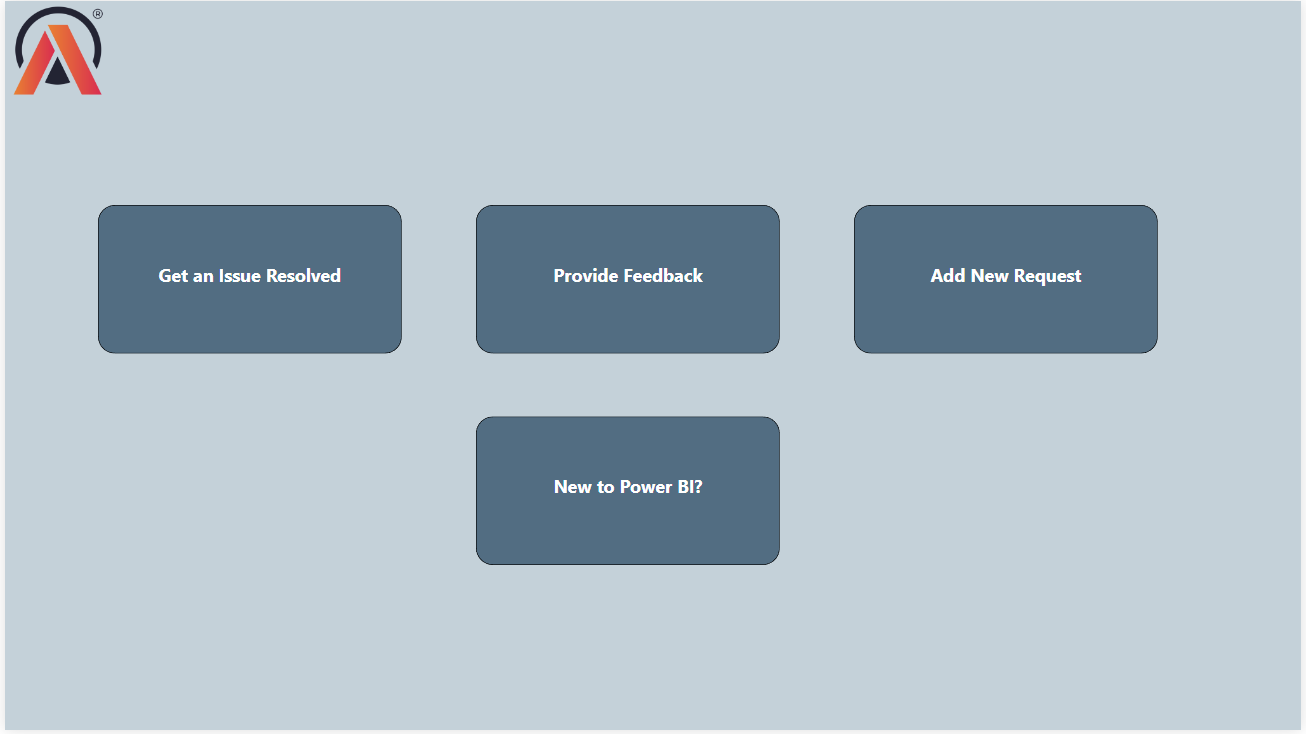 ®
Get an Issue Resolved
Provide Feedback
Add New Request
New to Power BI?